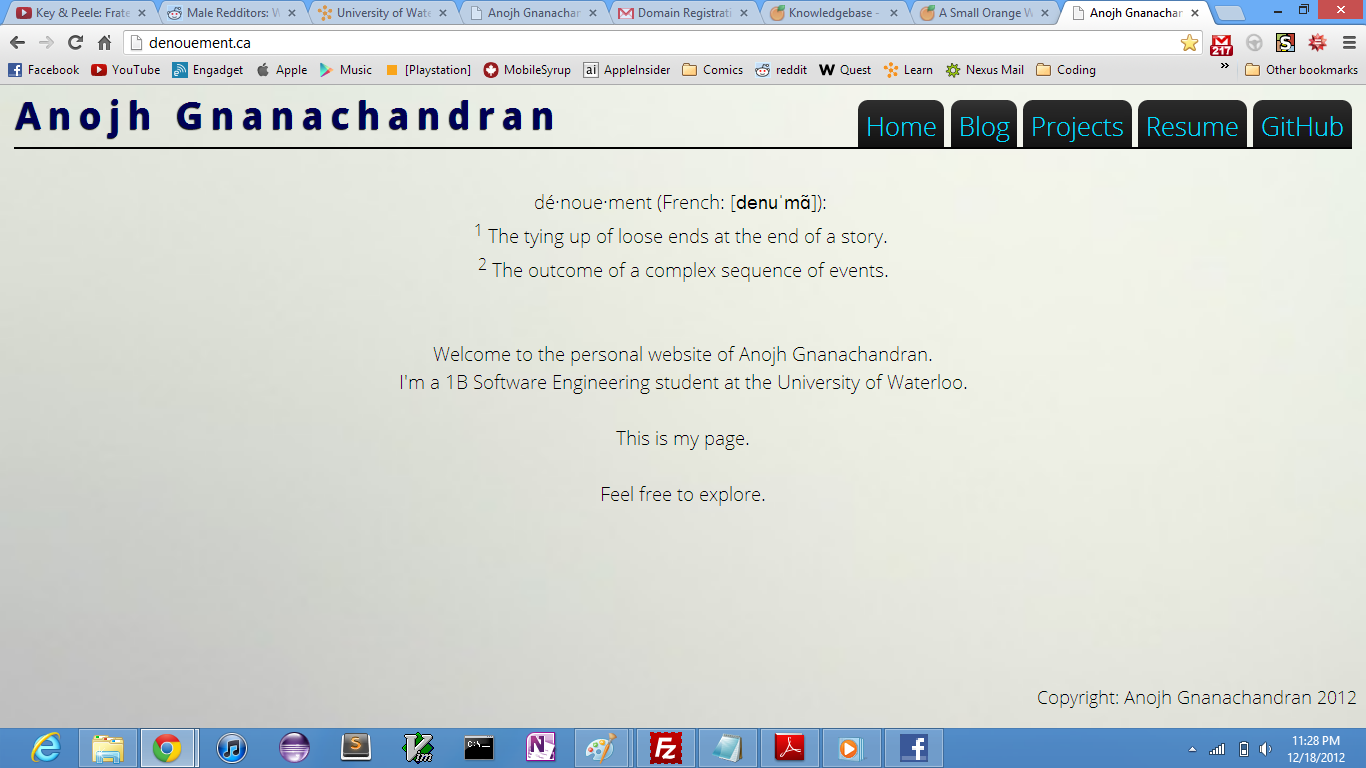 Key & Peele: Frate
Male Redditors: W
University of Wate
Anojh Gnanachar
Domain Registrati
Knowledgebase -
A Small Orange W
Anojh Gnanachar
denouement.ca
217
Facebook
YouTube
Engadget
Apple
Music
[Playstation]
MobileSyrup
ai AppleInsider
Comics
reddit
W Quest
Learn
Nexus Mail
Coding
»
Other bookmarks
Anojh Gnanachandran
Home
Blog
Projects
Resume
GitHub
dé·noue·ment (French: [denuˈmɑ̃]):
1 The tying up of loose ends at the end of a story.
2 The outcome of a complex sequence of events.
Welcome to the personal website of Anojh Gnanachandran.
I'm a 1B Software Engineering student at the University of Waterloo.
This is my page.
Feel free to explore.
Copyright: Anojh Gnanachandran 2012
11:28 PM
12/18/2012